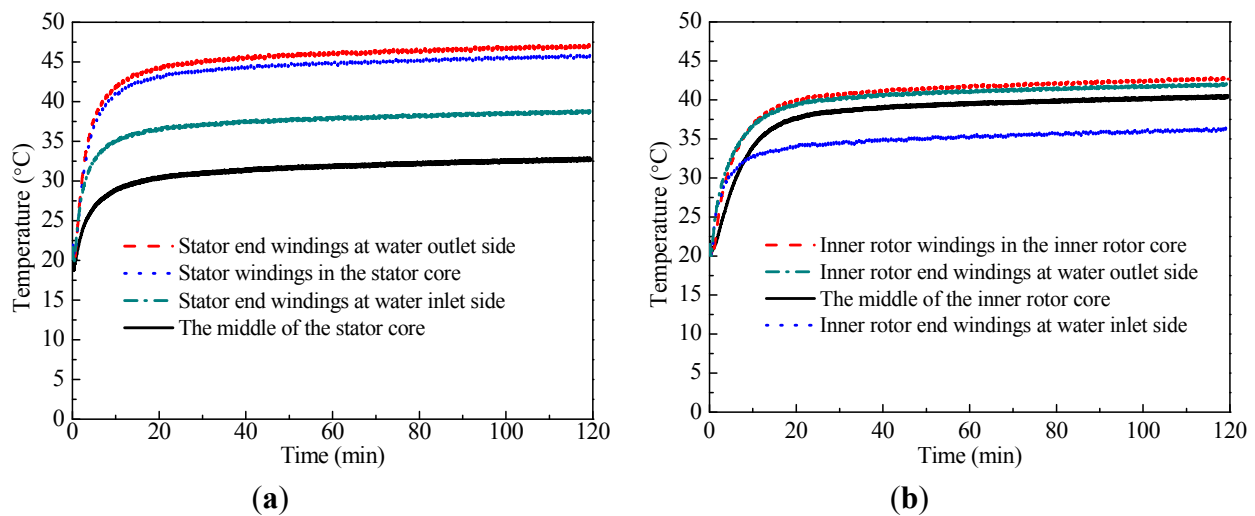 50
45
40
35
30
25
20
15
10
5
0
Temperature (°C)
Stator end windings at water outlet side
Stator windings in the stator core
Stator end windings at water inlet side
The middle of the stator core
0 20 40 60 80 100 120
Time (min)
(a)
50
45
40
35
30
25
20
15
10
5
0
Temperature (°C)
Inner rotor windings in the inner rotor core
Inner rotor end windings at water outlet side
The middle of the inner rotor core
Inner rotor end windings at water inlet side
0 20 40 60 80 100 120
Time (min)
(b)